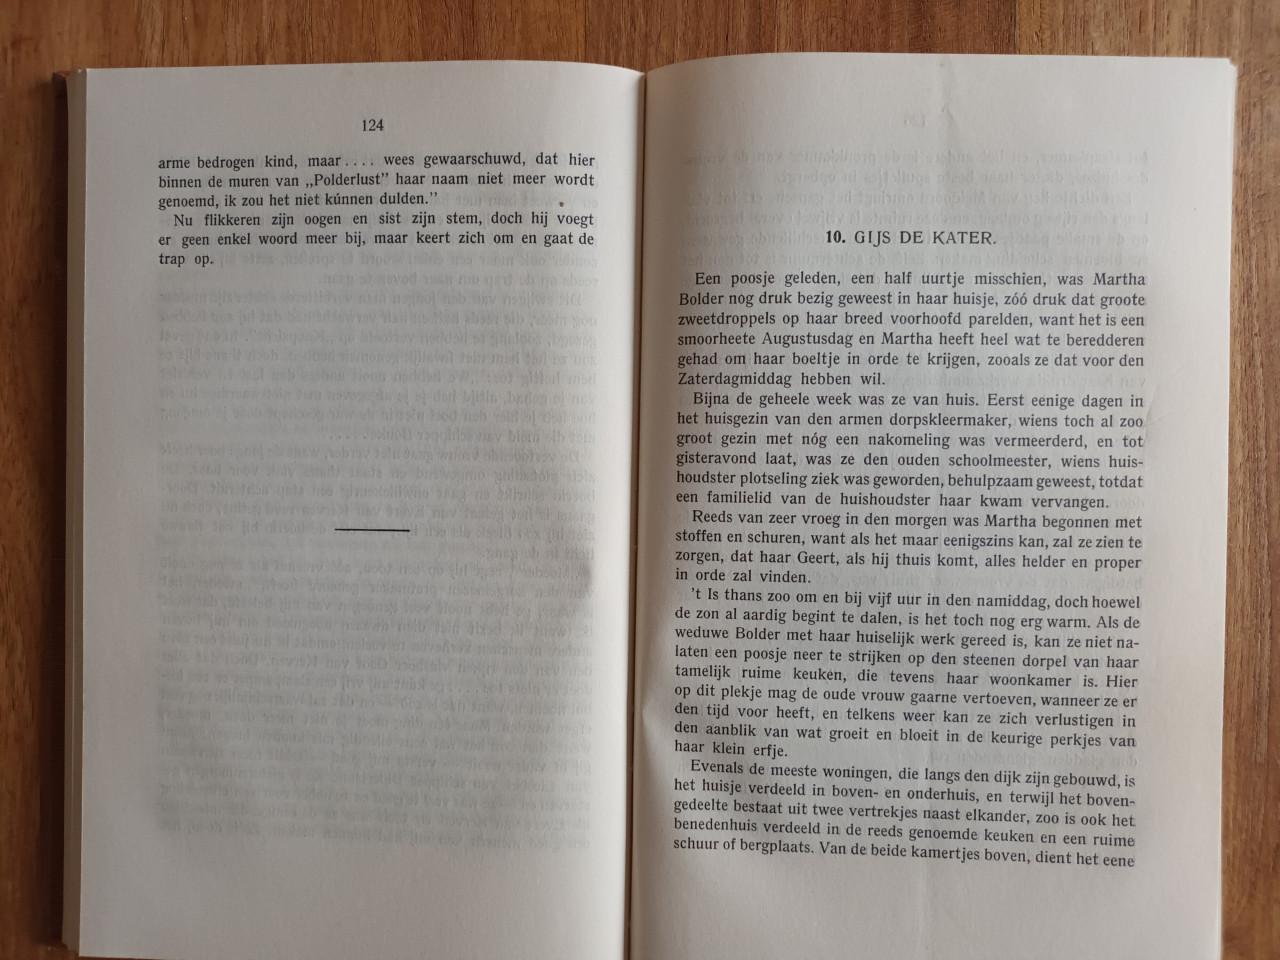 124
arme bedrogen kind, maar.... wees gewaarschuwd, dat hier
binnen de muren van „Polderlust” haar naam niet meer wordt
genoemd, ik zou het niet kúnnen dulden.”
Nu flikkeren zijn oogen en sist zijn stem, doch hij voegt
er geen enkel woord meer bij, maar keert zich om en gaat de
trap op.
10. GIJS DE KATER.
Een poosje geleden, een half uurtje misschien, was Martha
Bolder nog druk bezig geweest in haar huisje, zóó druk dat groote
zweetdroppels op haar breed voorhoofd parelden, want het is een
smoorheete Augustusdag en Martha heeft heel wat te beredderen
gehad om haar boeltje in orde te krijgen, zooals ze dat voor den
Zaterdagmiddag hebben wil.
Bijna de geheele week was ze van huis. Eerst eenige dagen in
het huisgezin van den armen dorpskleermaker, wiens toch al zoo
groot gezin met nóg een nakomeling was vermeerderd, en tot
gisteravond laat, was ze den ouden schoolmeester, wiens huis-
houdster plotseling ziek was geworden, behulpzaam geweest, totdat
een familielid van de huishoudster haar kwam vervangen.
Reeds van zeer vroeg in den morgen was Martha begonnen met
stoffen en schuren, want als het maar eenigszins kan, zal ze zien te
zorgen, dat haar Geert, als hij thuis komt, alles helder en proper
in orde zal vinden.
't Is thans zoo om en bij vijf uur in den namiddag, doch hoewel
de zon al aardig begint te dalen, is het toch nog erg warm. Als de
weduwe Bolder met haar huiselijk werk gereed is, kan ze niet na-
laten een poosje neer te strijken op den steenen dorpel van haar
tamelijk ruime keuken, die tevens haar woonkamer is. Hier
op dit plekje mag de oude vrouw gaarne vertoeven, wanneer ze er
den tijd voor heeft, en telkens weer kan ze zich verlustigen in
den aanblik van wat groeit en bloeit in de keurige perkjes van
haar klein erfje.
Evenals de meeste woningen, die langs den dijk zijn gebouwd, is
het huisje verdeeld in boven- en onderhuis, en terwijl het boven-
gedeelte bestaat uit twee vertrekjes naast elkander, zoo is ook het
benedenhuis verdeeld in de reeds genoemde keuken en een ruime
schuur of bergplaats. Van de beide kamertjes boven, dient het eene